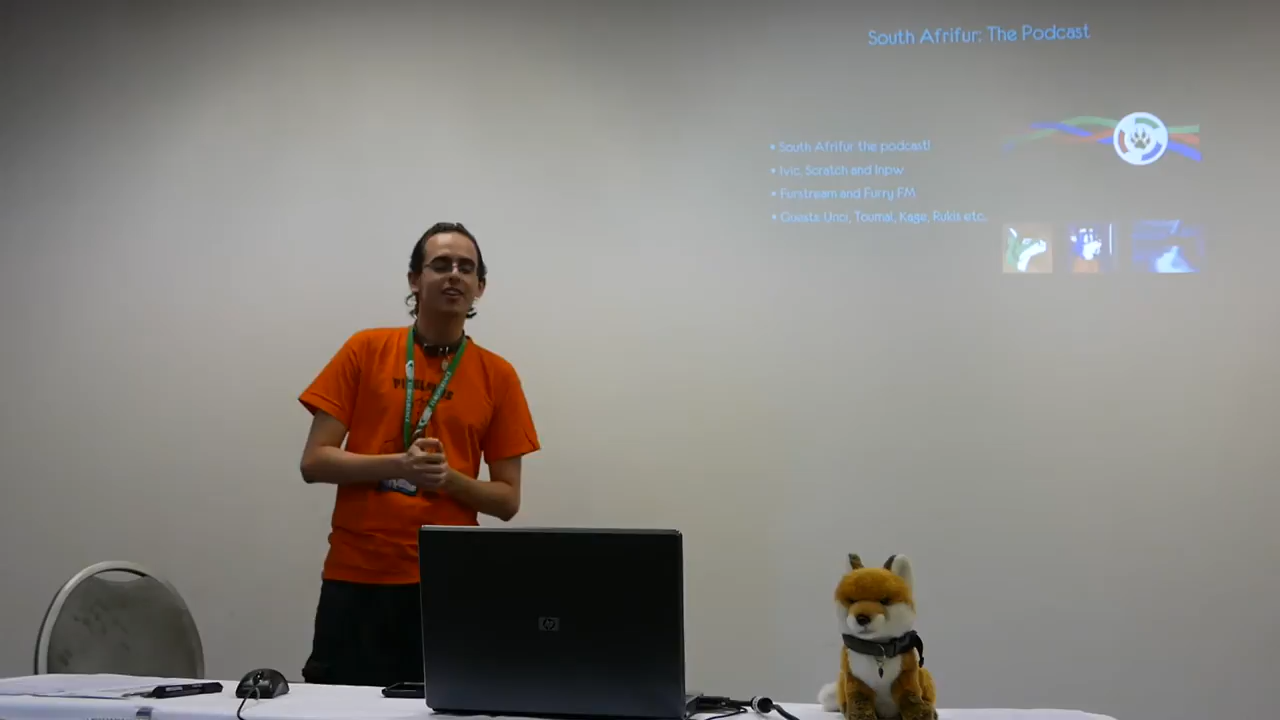 South Afrifur: The Podcast
• South Afrifur the podcast!
• Ivic, Scratch and Inpw
• Furstream and Furry FM
• Guests: Unci, Toumal, Kage, Rukis etc.
hp